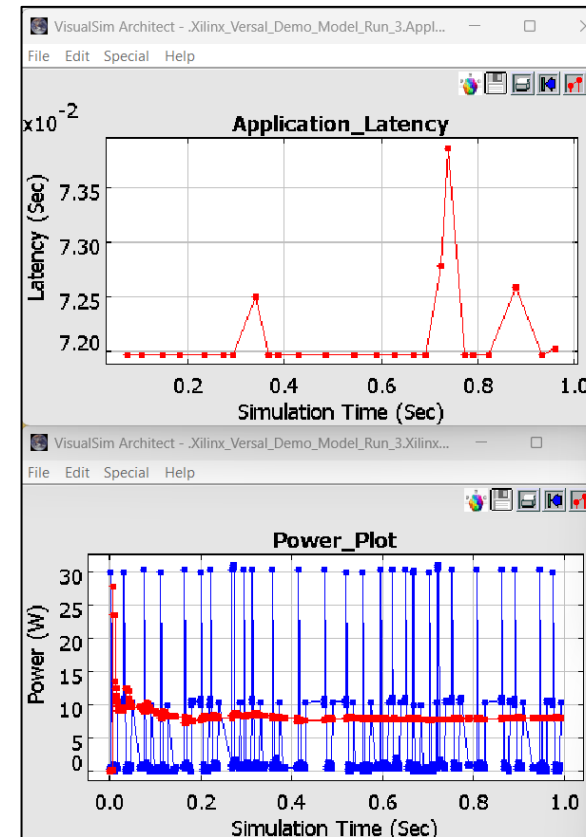 VisualSim Architect - .Xilinx_Versal_Demo_Model_Run_3.Appl...
File Edit Special Help
x10⁻²
Application_Latency
Latency (Sec)
7.35
7.30
7.25
7.20
0.2 0.4 0.6 0.8 1.0
Simulation Time (Sec)
VisualSim Architect - .Xilinx_Versal_Demo_Model_Run_3.Xilinx...
File Edit Special Help
Power_Plot
Power (W)
30
25
20
15
10
5
0
0.0 0.2 0.4 0.6 0.8 1.0
Simulation Time (Sec)